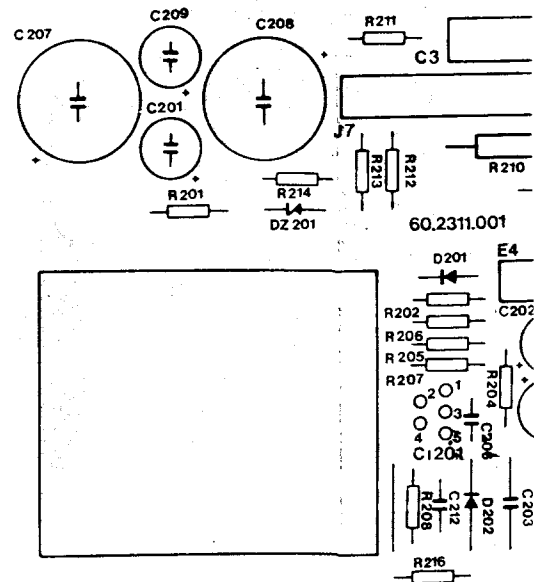 C207
C209
C208
R211
C3
C201
J7
R213
R212
R210
R214
R201
DZ 201
60.2311.001
D201
E4
R202
C202
R206
R205
R207
R204
1
2
3
4
5
C206
CI201
R208
C212
D202
C203
R216